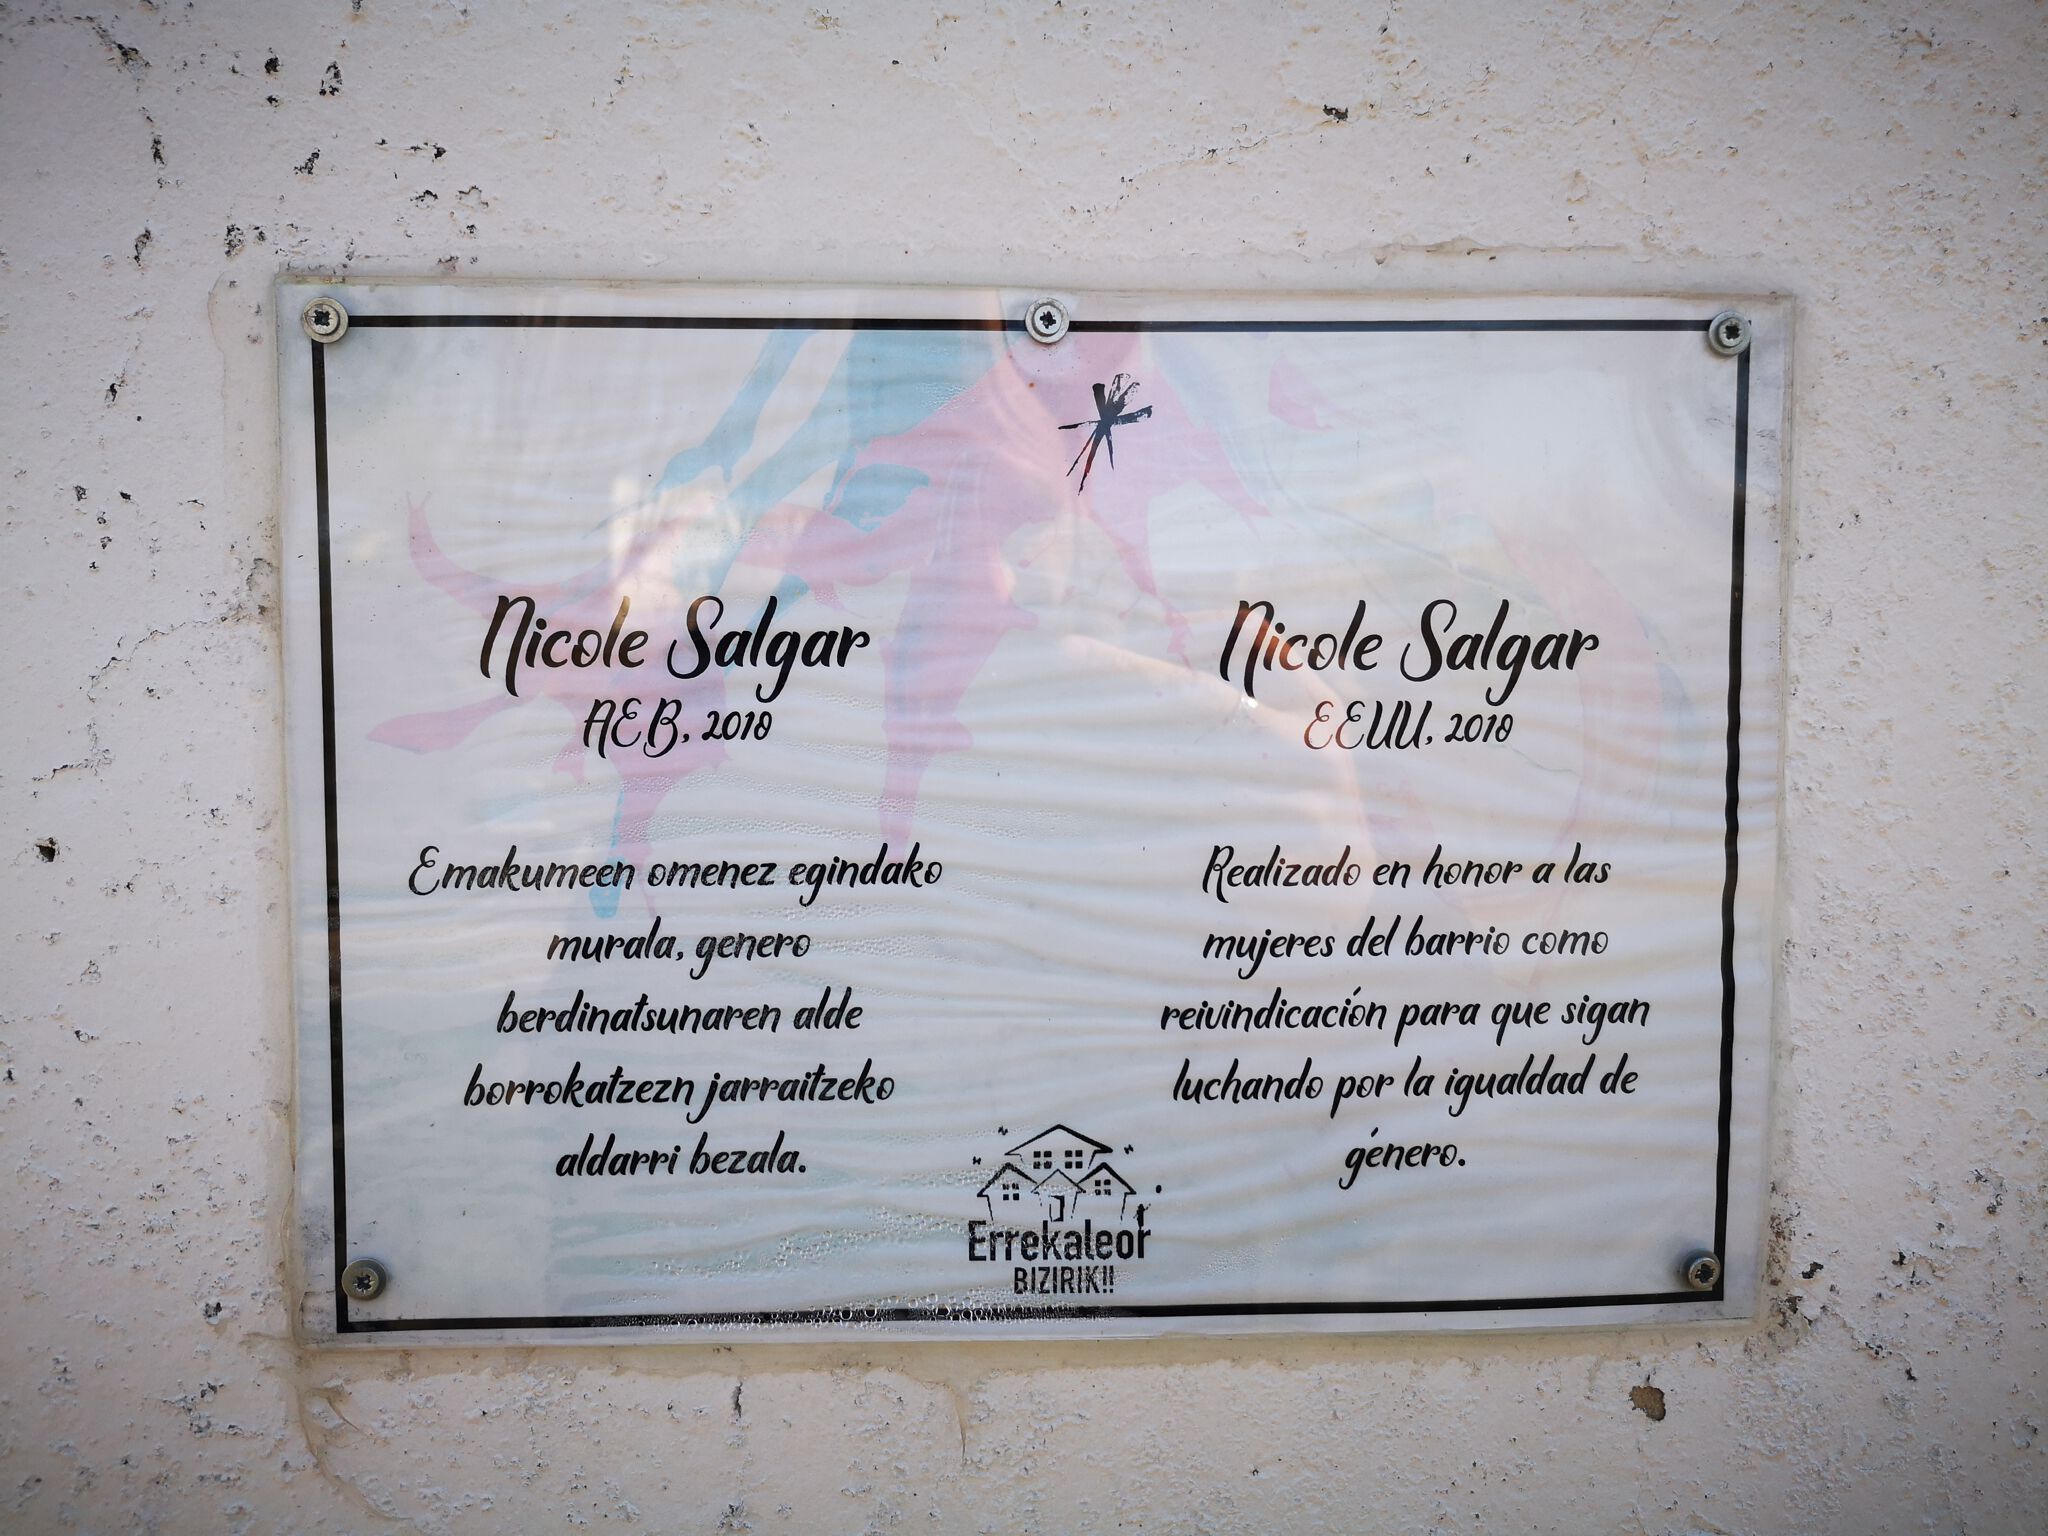 Nicole Salgar
AEB, 2018
Emakumeen omenez egindako
murala, genero
berdinatsunaren alde
borrokatzezn jarraitzeko
aldarri bezala.
Nicole Salgar
EEUU, 2018
Realizado en honor a las
mujeres del barrio como
reivindicación para que sigan
luchando por la igualdad de
género.
Errekaleor
BIZIRIK!!